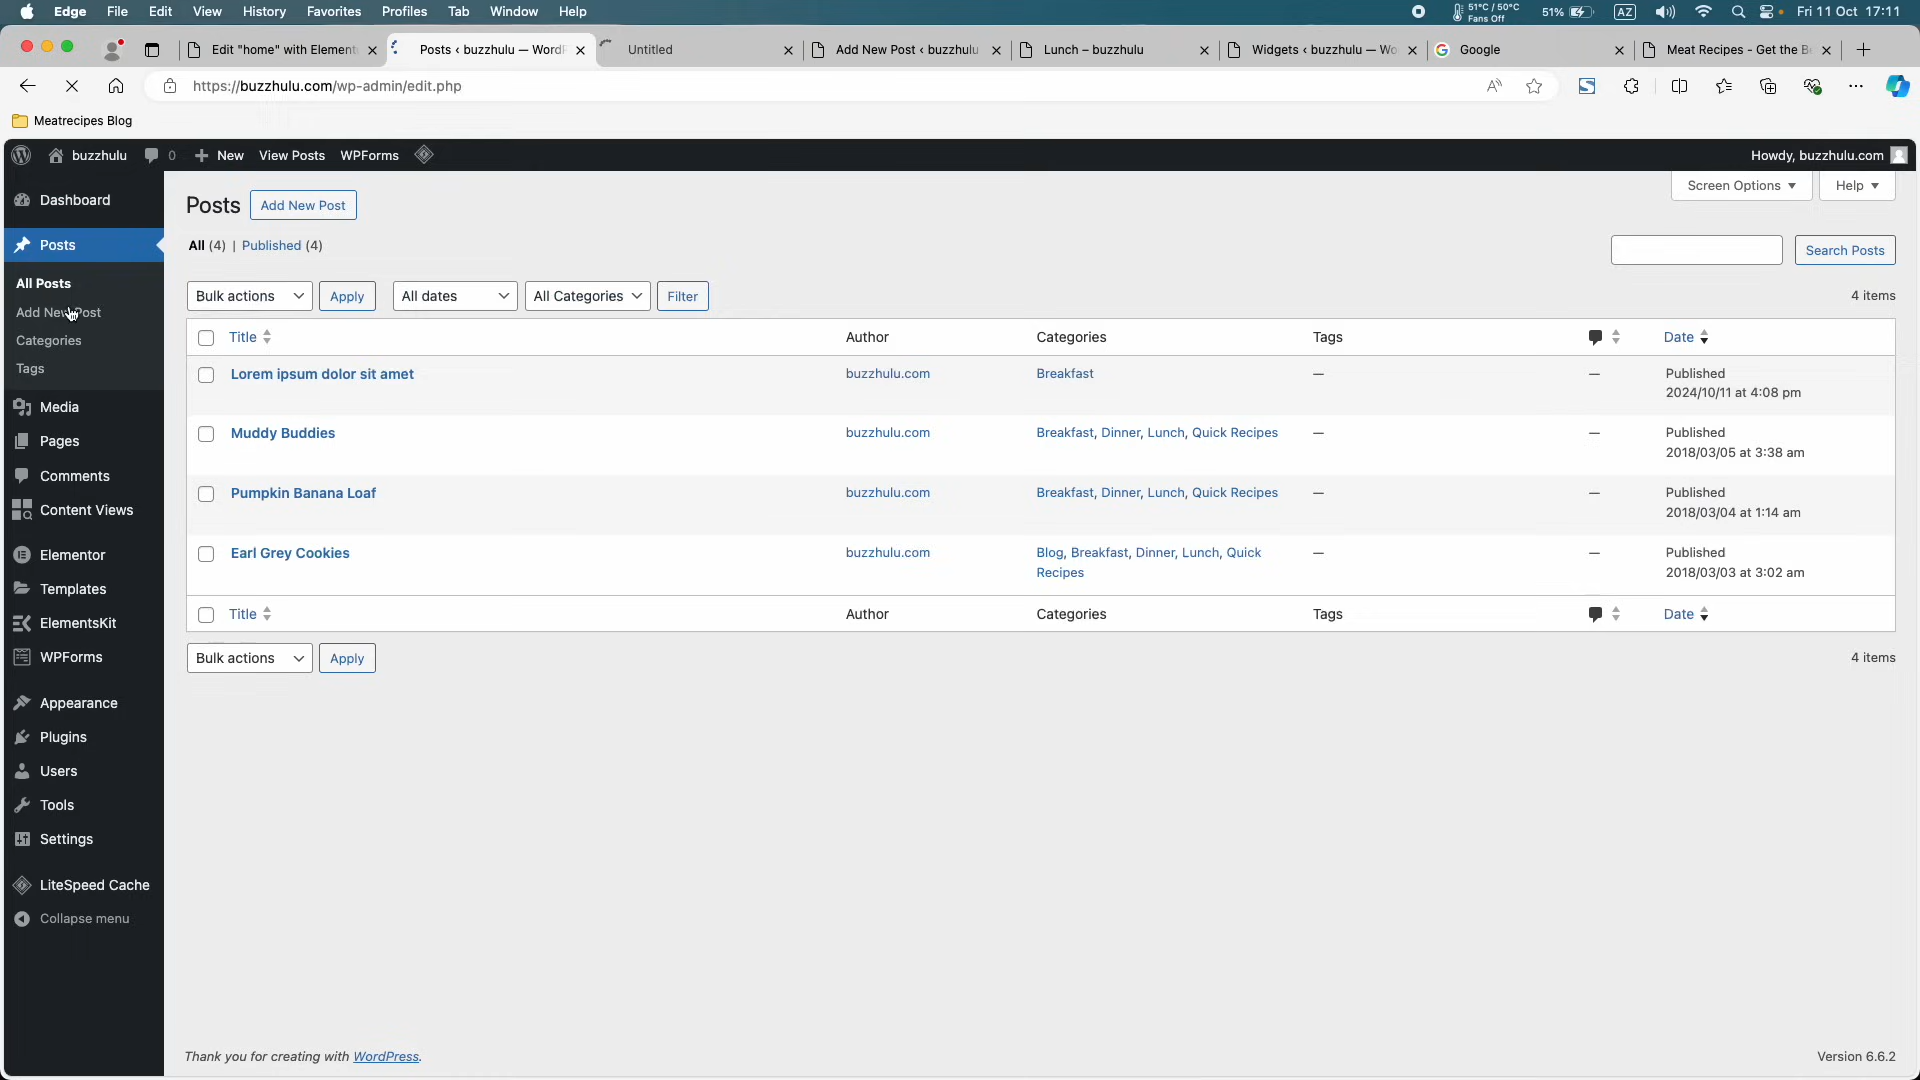 Edge File Edit View History Favorites Profiles Tab Window Help 51°C / 50°C Fans Off 51% AZ Fri 11 Oct 17:11
Edit "home" with Element Posts ‹ buzzhulu — WordP Untitled Add New Post ‹ buzzhulu Lunch – buzzhulu Widgets ‹ buzzhulu — Wo Google Meat Recipes - Get the B
https://buzzhulu.com/wp-admin/edit.php
Meatrecipes Blog
buzzhulu 0 New View Posts WPForms Howdy, buzzhulu.com
Screen Options Help
Dashboard
Posts
All Posts
Add New Post
Categories
Tags
Media
Pages
Comments
Content Views
Elementor
Templates
ElementsKit
WPForms
Appearance
Plugins
Users
Tools
Settings
LiteSpeed Cache
Collapse menu
Posts Add New Post
All (4) | Published (4)
Search Posts
Bulk actions Apply All dates All Categories Filter 4 items
Title Author Categories Tags Date
Lorem ipsum dolor sit amet buzzhulu.com Breakfast — — Published
2024/10/11 at 4:08 pm
Muddy Buddies buzzhulu.com Breakfast, Dinner, Lunch, Quick Recipes — — Published
2018/03/05 at 3:38 am
Pumpkin Banana Loaf buzzhulu.com Breakfast, Dinner, Lunch, Quick Recipes — — Published
2018/03/04 at 1:14 am
Earl Grey Cookies buzzhulu.com Blog, Breakfast, Dinner, Lunch, Quick — — Published
Recipes 2018/03/03 at 3:02 am
Title Author Categories Tags Date
Bulk actions Apply 4 items
Thank you for creating with WordPress. Version 6.6.2